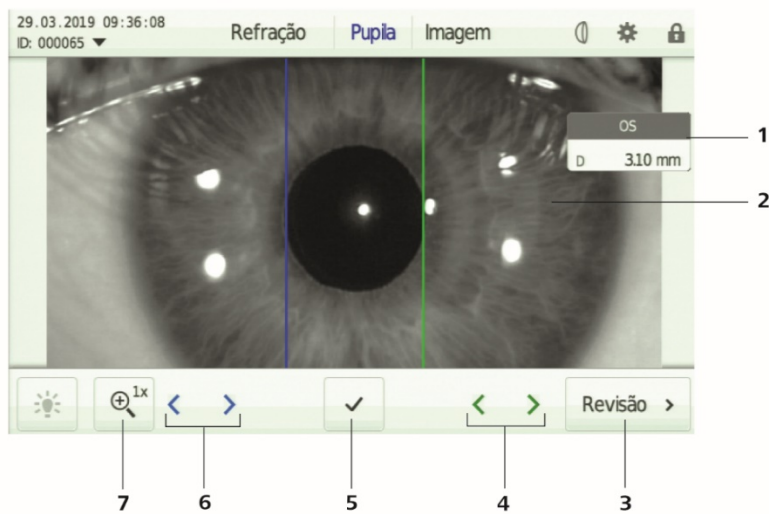 29.03.2019 09:36:08
ID: 000065
Refração Pupila Imagem
OS
D 3.10 mm
1
2
1x
Revisão
7 6 5 4 3